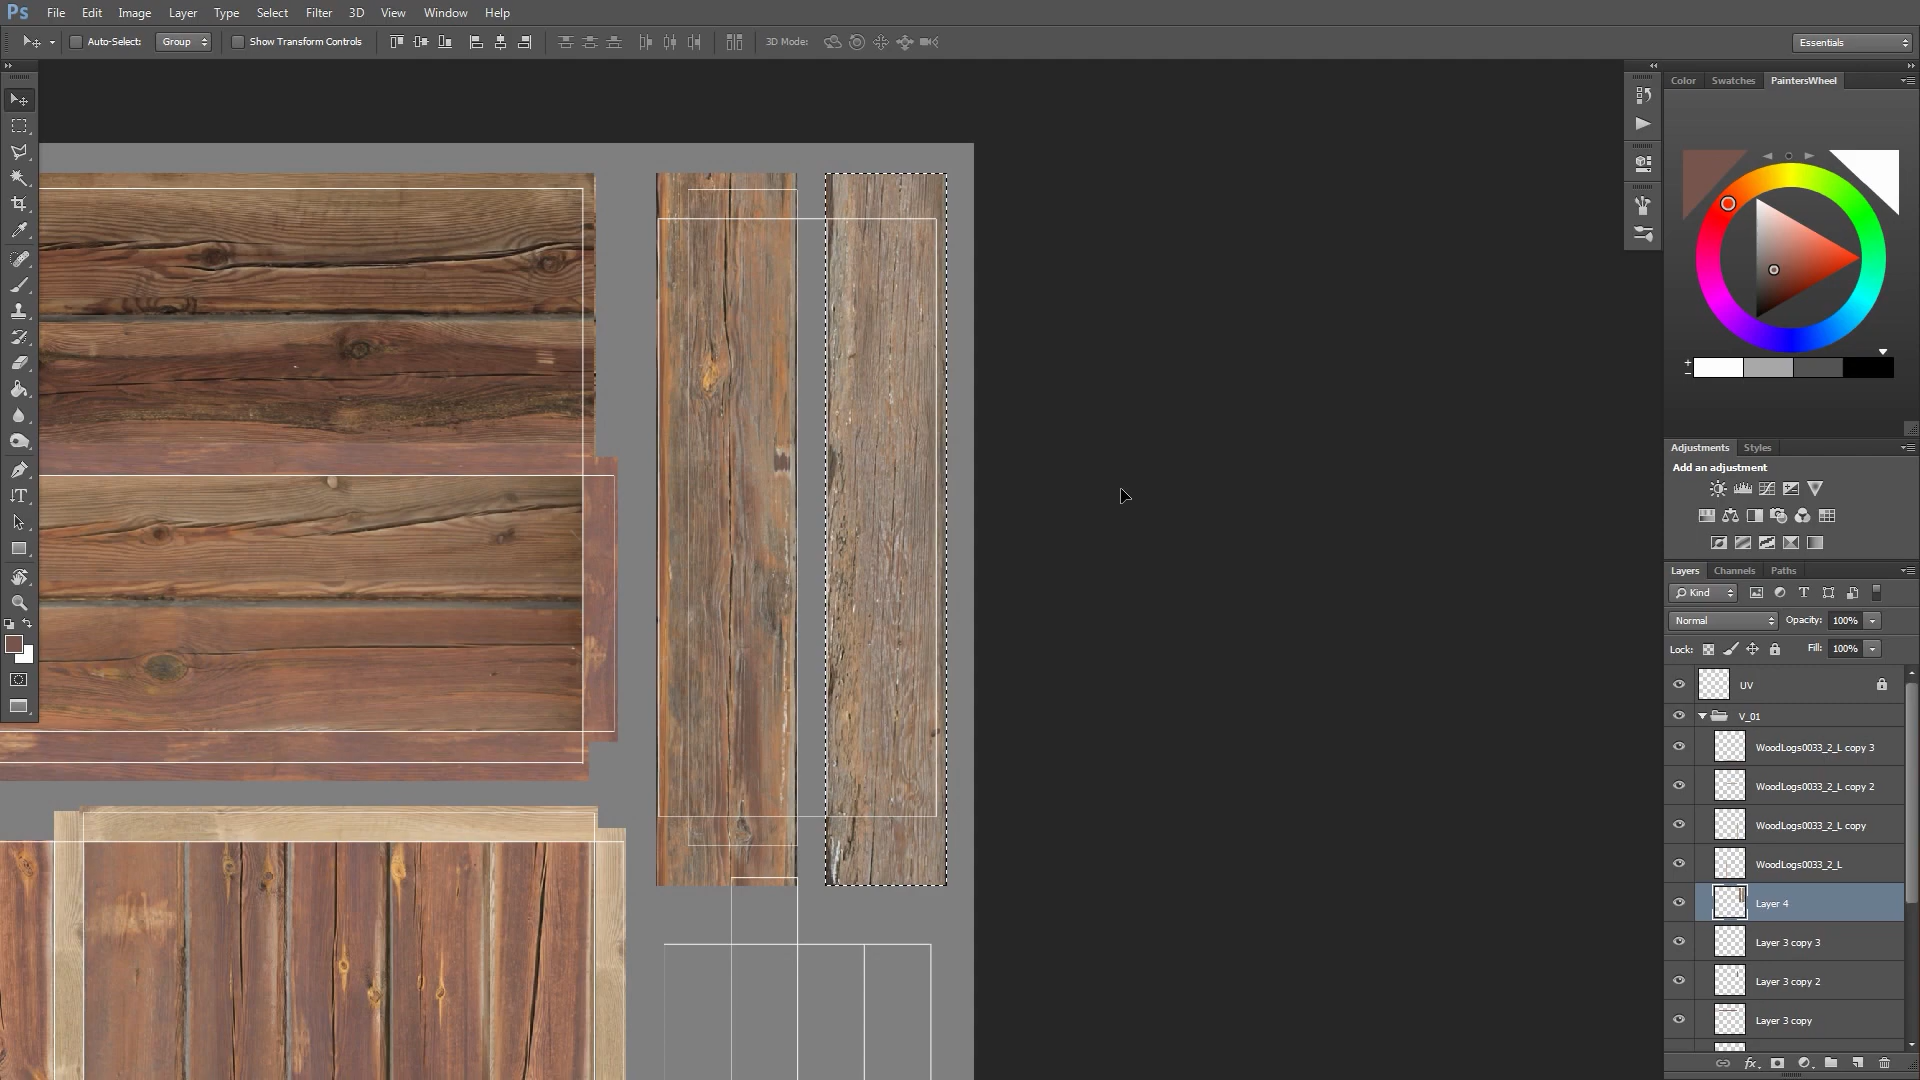 Ps File Edit Image Layer Type Select Filter 3D View Window Help
Auto-Select: Group Show Transform Controls 3D Mode: Essentials
Color Swatches PaintersWheel
Adjustments Styles
Add an adjustment
Layers Channels Paths
Kind
Normal Opacity: 100%
Lock: Fill: 100%
UV
V_01
WoodLogs0033_2_L copy 3
WoodLogs0033_2_L copy 2
WoodLogs0033_2_L copy
WoodLogs0033_2_L
Layer 4
Layer 3 copy 3
Layer 3 copy 2
Layer 3 copy